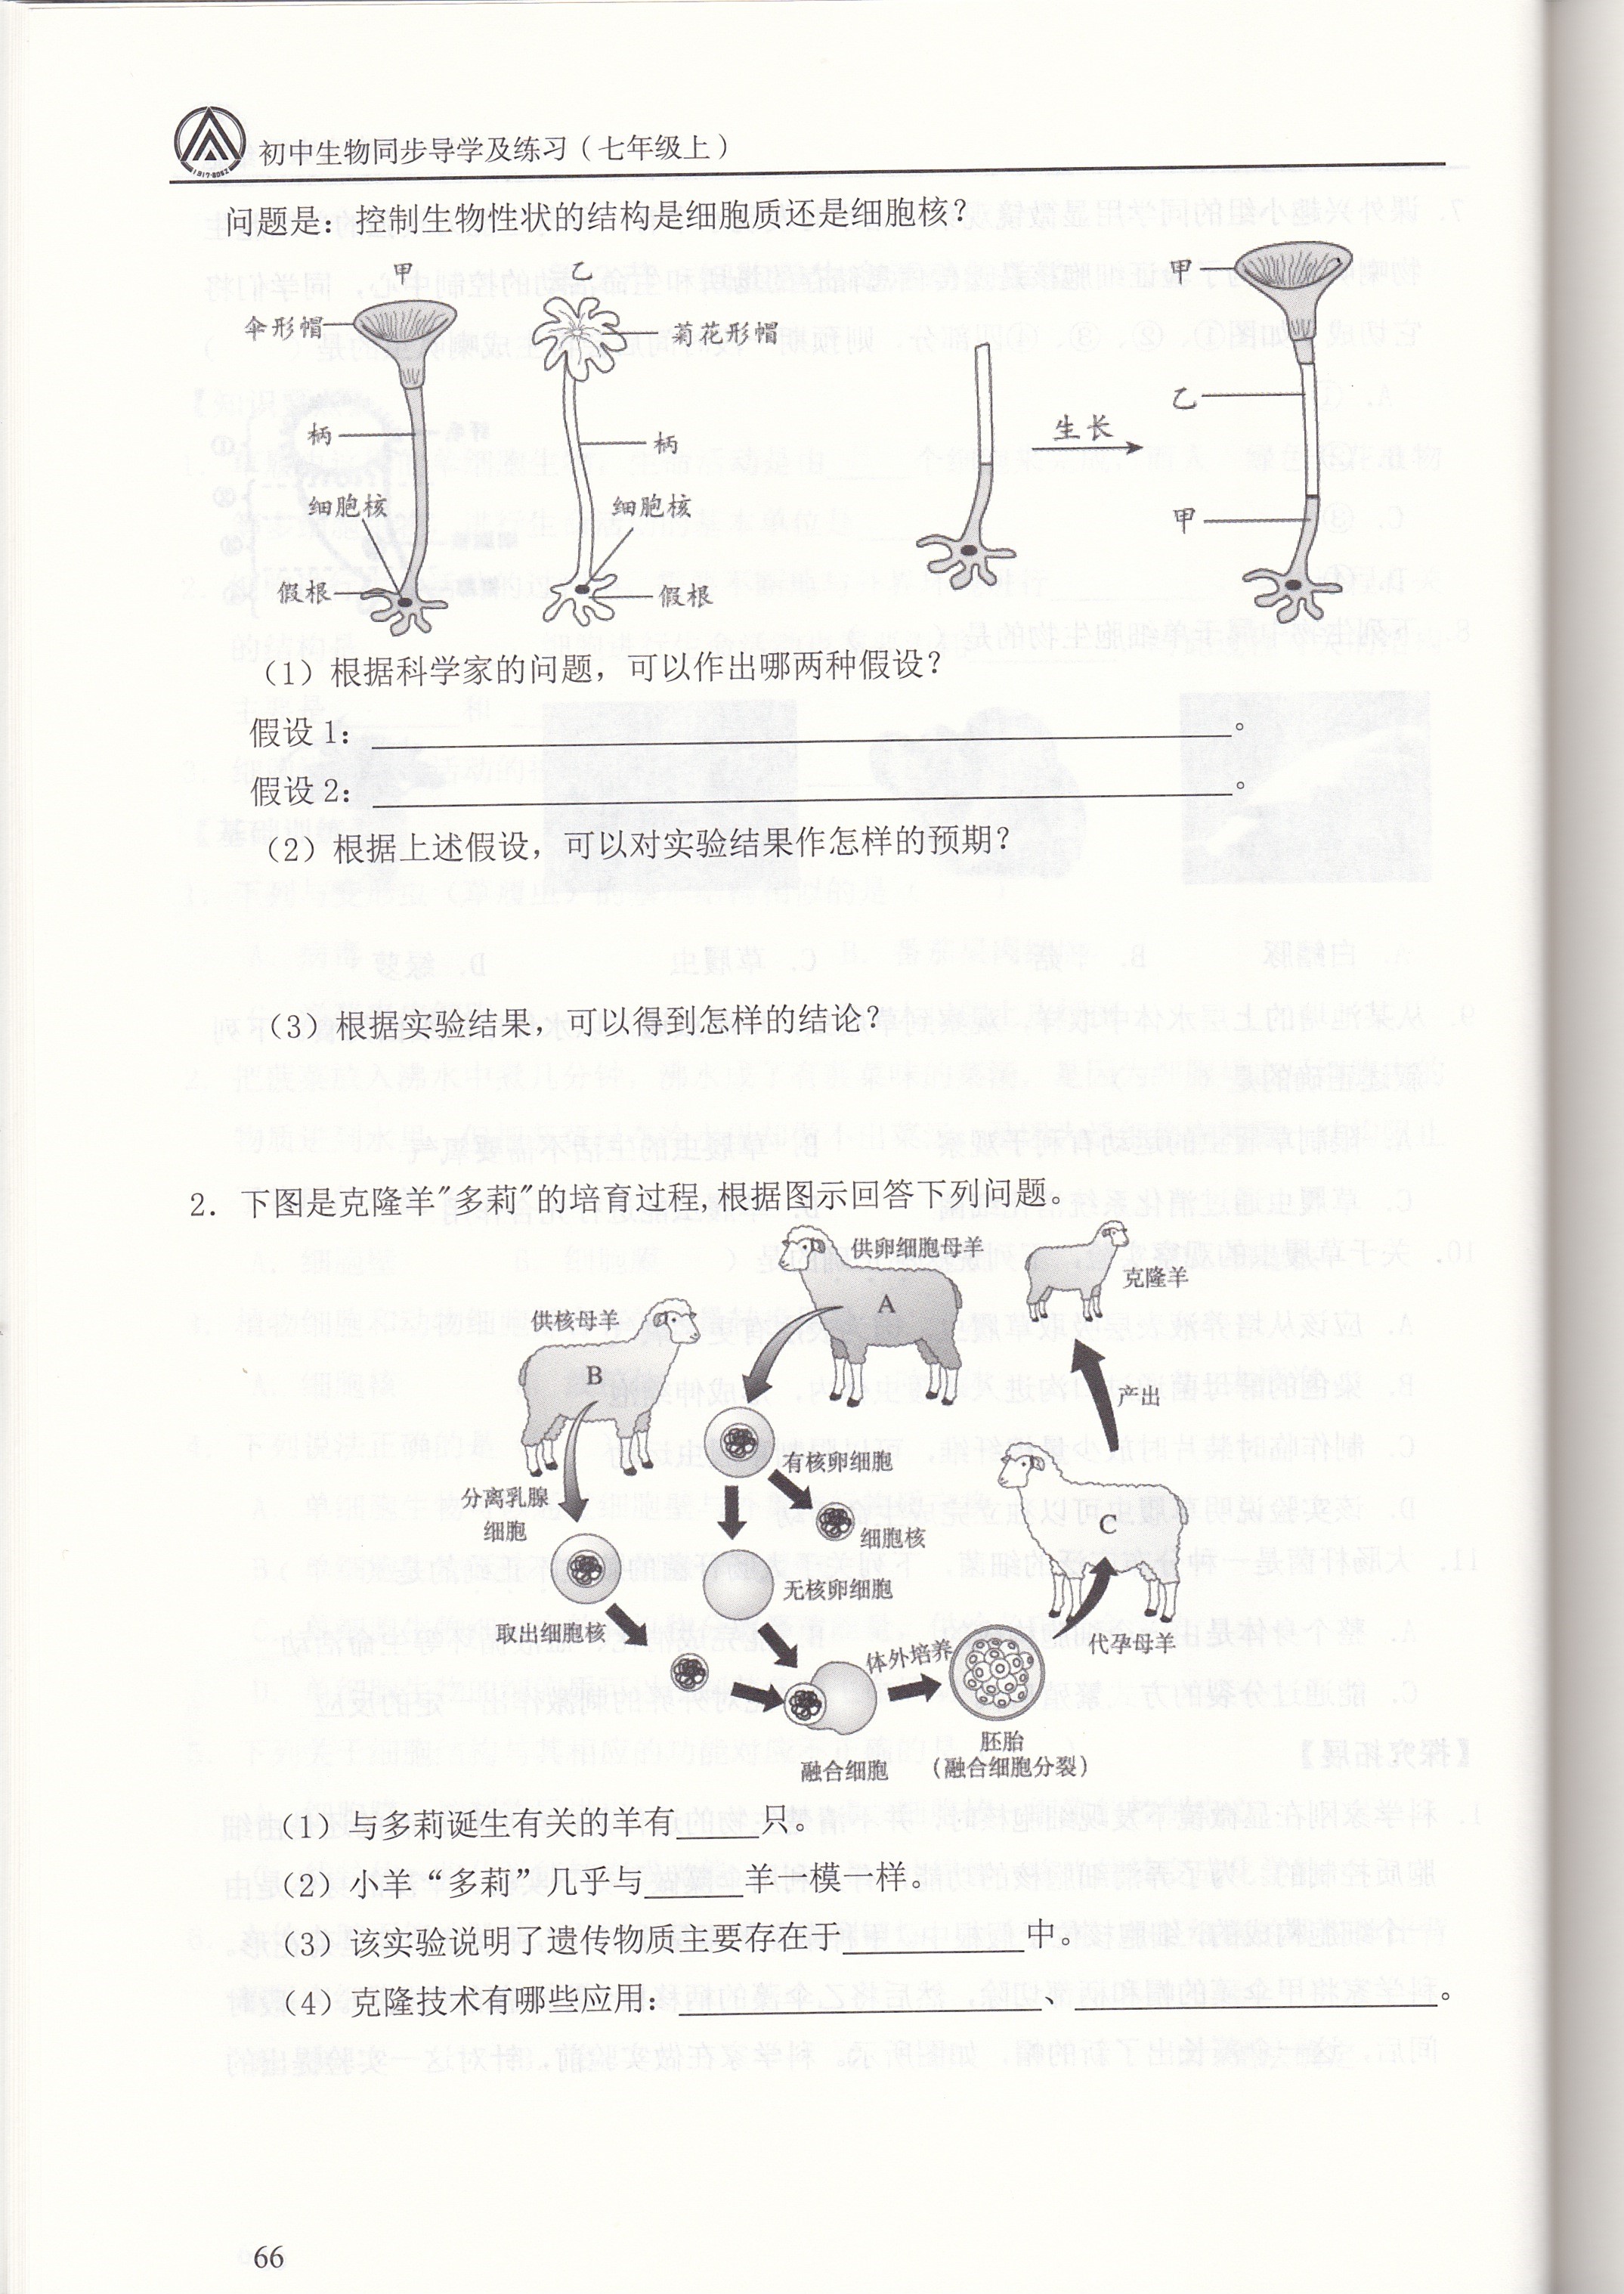 初中生物同步导学及练习（七年级上）
1917·BDEZ
问题是：控制生物性状的结构是细胞质还是细胞核？
甲
乙
甲
伞形帽
菊花形帽
乙
柄
柄
生长
细胞核
细胞核
甲
假根
假根
（1）根据科学家的问题，可以作出哪两种假设？
假设1：________。
假设2：________。
（2）根据上述假设，可以对实验结果作怎样的预期？
（3）根据实验结果，可以得到怎样的结论？
2. 下图是克隆羊"多莉"的培育过程,根据图示回答下列问题。
供卵细胞母羊
克隆羊
A
供核母羊
B
产出
有核卵细胞
分离乳腺
细胞
细胞核
C
无核卵细胞
取出细胞核
代孕母羊
体外培养
胚胎
融合细胞
（融合细胞分裂）
（1）与多莉诞生有关的羊有____只。
（2）小羊“多莉”几乎与____羊一模一样。
（3）该实验说明了遗传物质主要存在于________中。
（4）克隆技术有哪些应用：________、________。
66